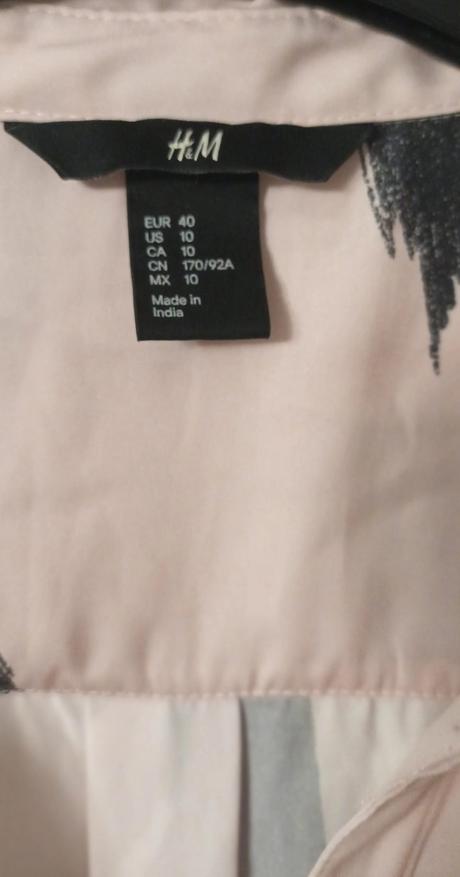 H&M
EUR 40
US 10
CA 10
CN 170/92A
MX 10
Made in
India